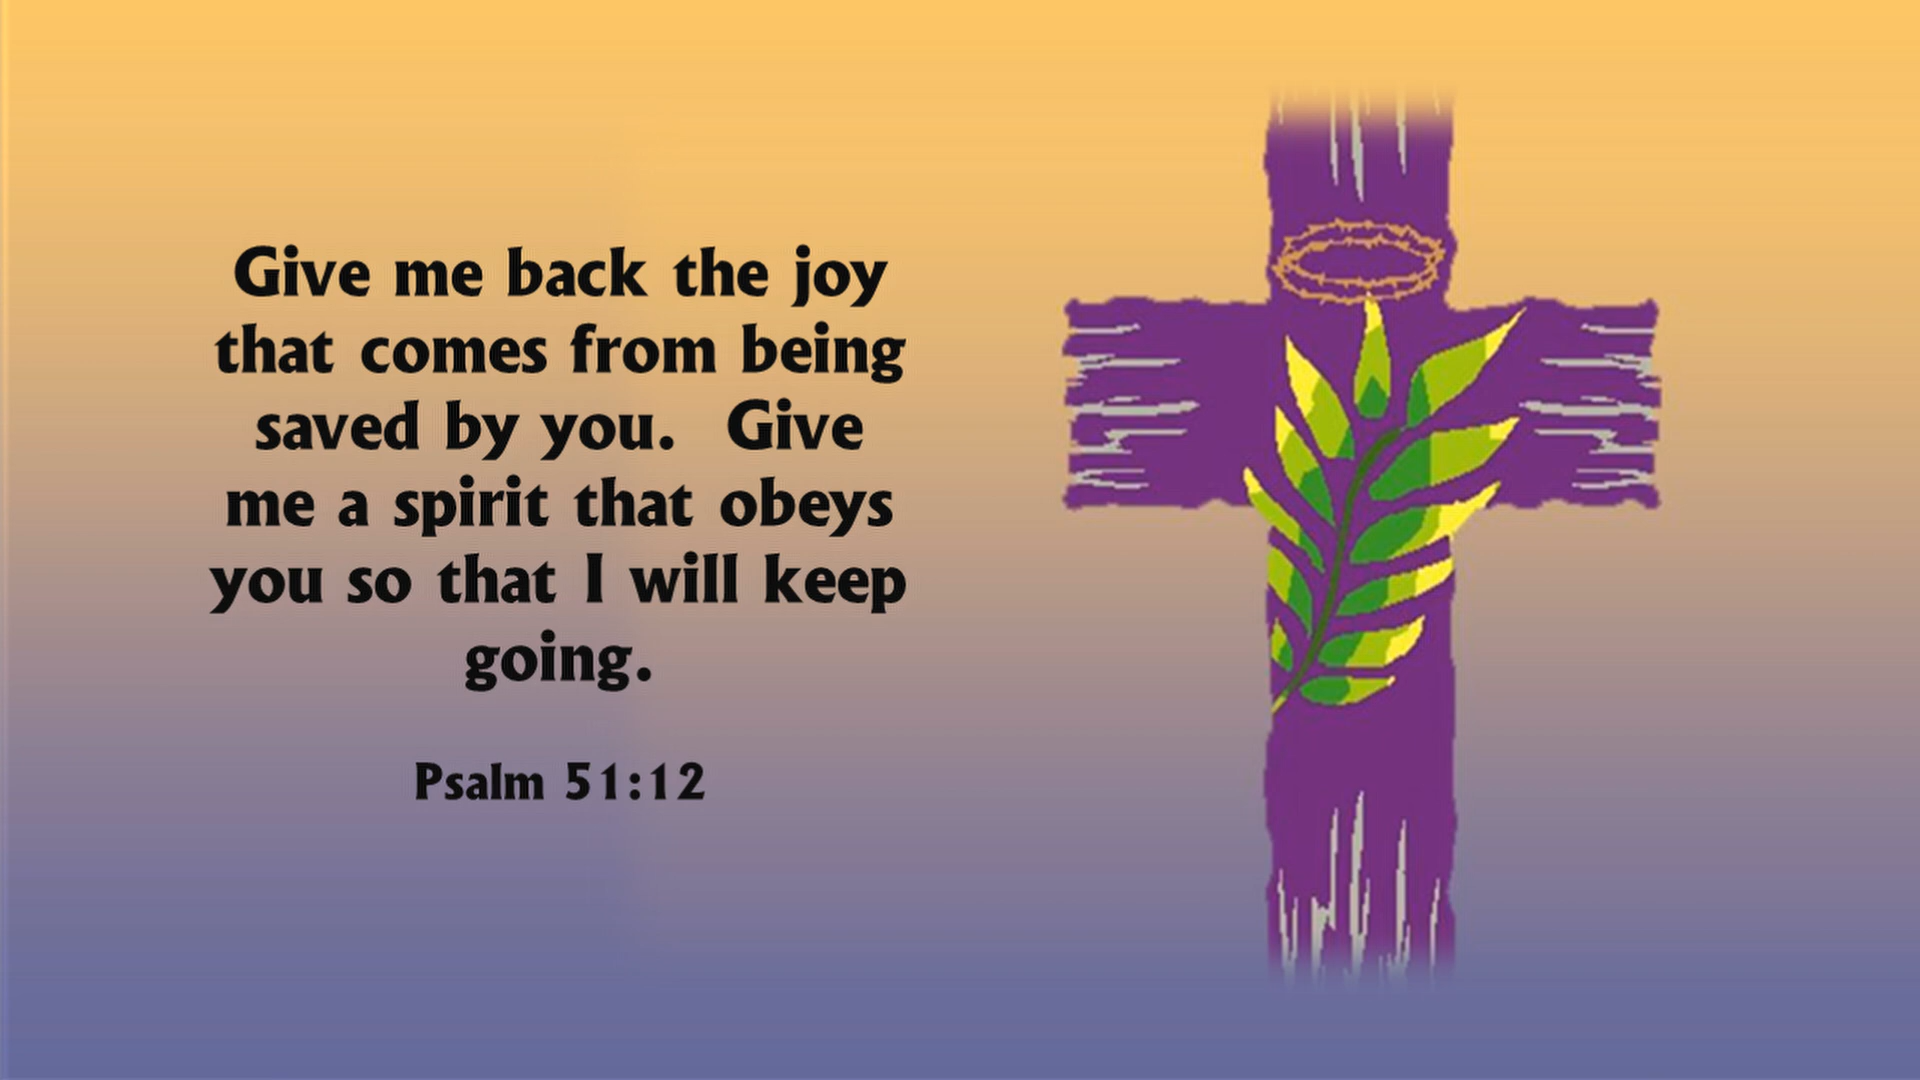 Give me back the joy
that comes from being
saved by you.  Give
me a spirit that obeys
you so that I will keep
going.
Psalm 51:12